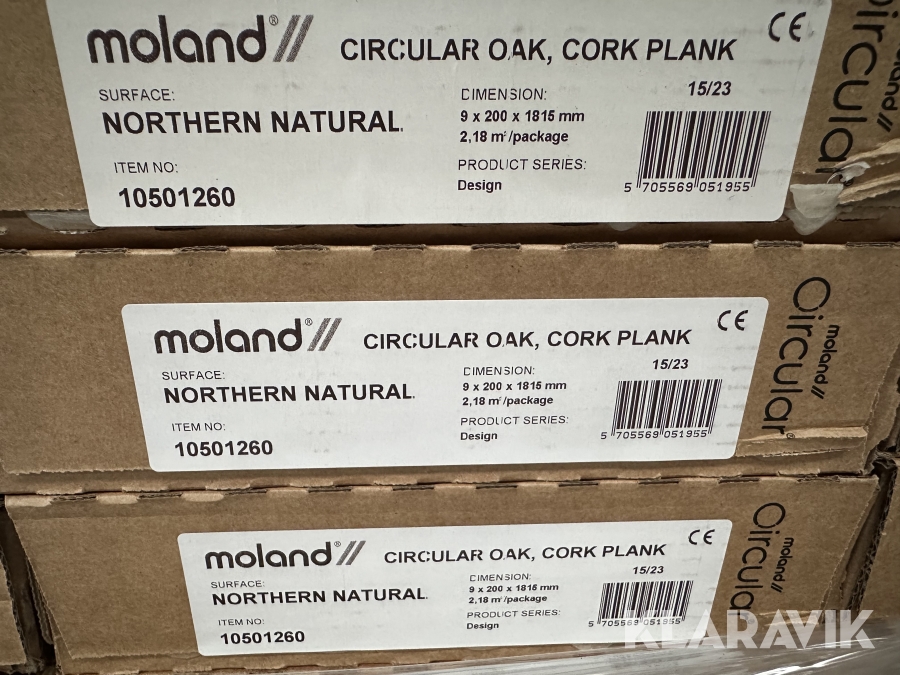 moland® // CIRCULAR OAK, CORK PLANK CE
15/23
SURFACE:
NORTHERN NATURAL.
ITEM NO:
10501260
DIMENSION:
9 x 200 x 1815 mm
2,18 m²/package
PRODUCT SERIES:
Design
5 705569 051955
moland//
Circular
moland® // CIRCULAR OAK, CORK PLANK CE
15/23
SURFACE:
NORTHERN NATURAL.
ITEM NO:
10501260
DIMENSION:
9 x 200 x 1815 mm
2,18 m²/package
PRODUCT SERIES:
Design
5 705569 051955
moland//
Circular®
moland® // CIRCULAR OAK, CORK PLANK CE
15/23
SURFACE:
NORTHERN NATURAL.
ITEM NO:
10501260
DIMENSION:
9 x 200 x 1815 mm
2,18 m²/package
PRODUCT SERIES:
Design
5 705569 051955
moland//
Circular
KLARAVIK